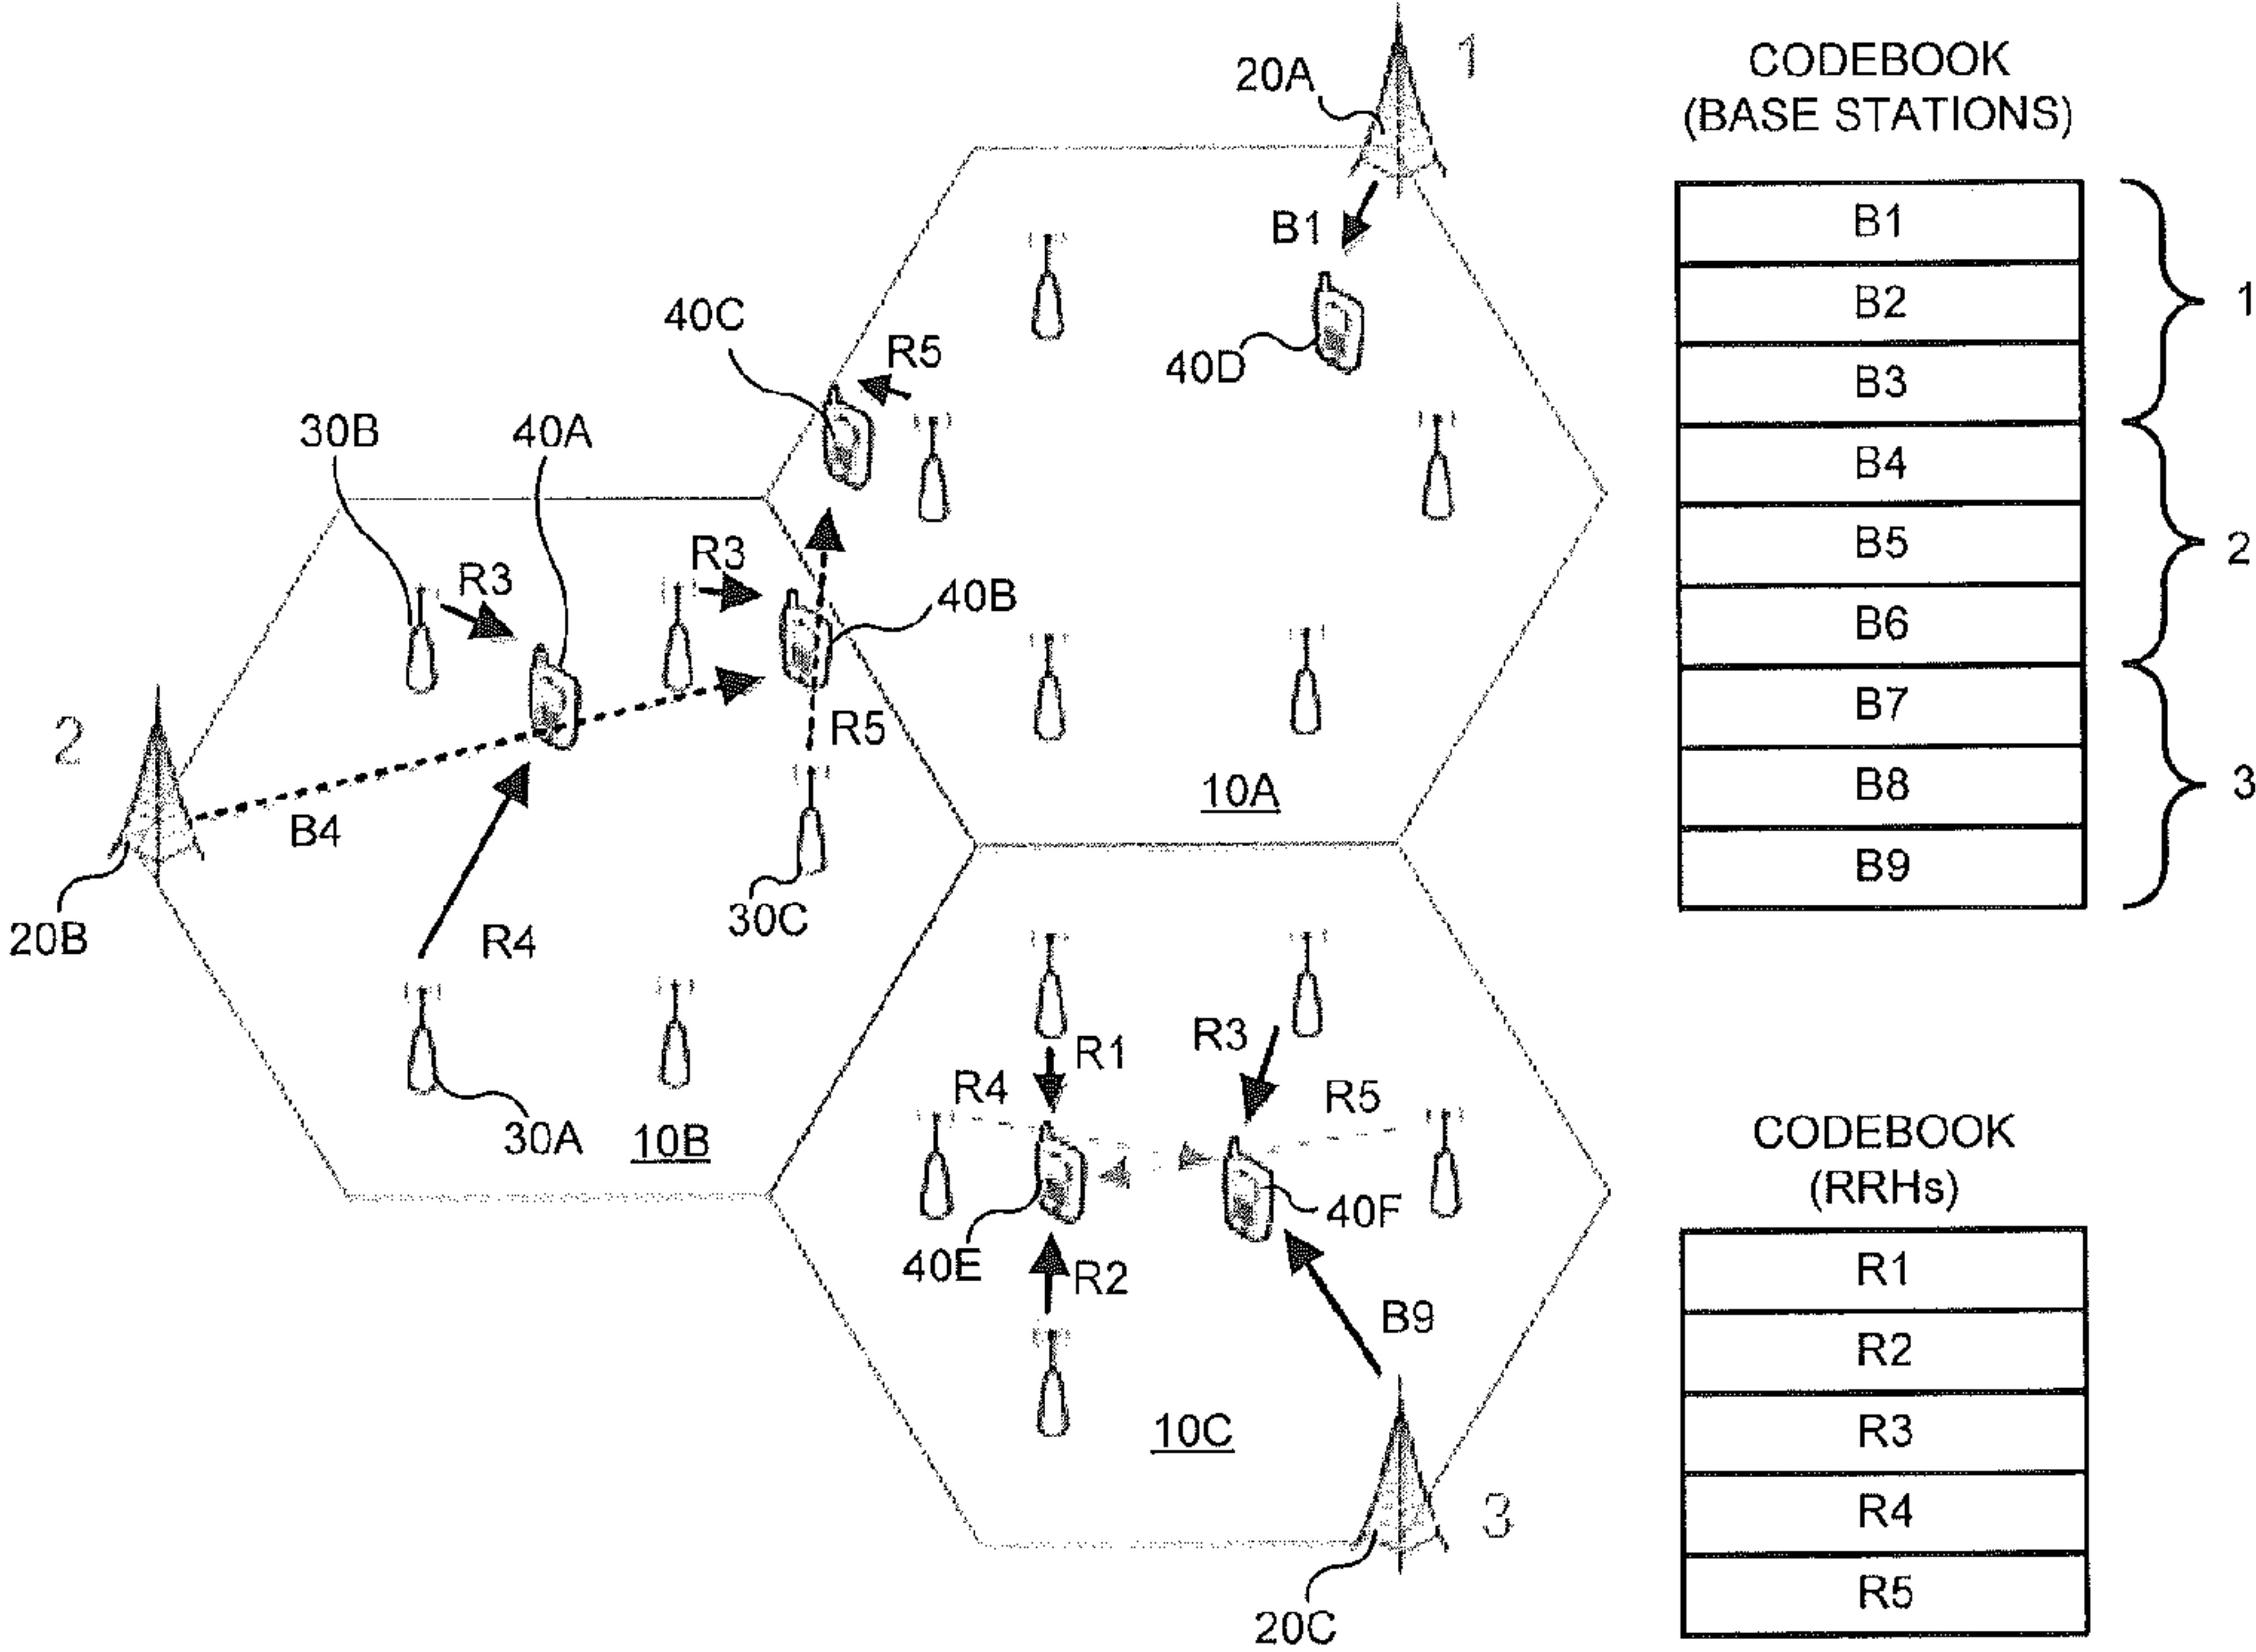 1
20A
CODEBOOK
(BASE STATIONS)
B1
B1
B2
B3
1
40C
R5
40D
30B
40A
B4
B5
B6
2
R3
R3
40B
2
R5
B7
B8
B9
3
10A
B4
30C
20B
R4
R1
R3
R4
R5
30A
10B
CODEBOOK
(RRHs)
40F
40E
R2
B9
R1
R2
R3
R4
R5
10C
3
20C